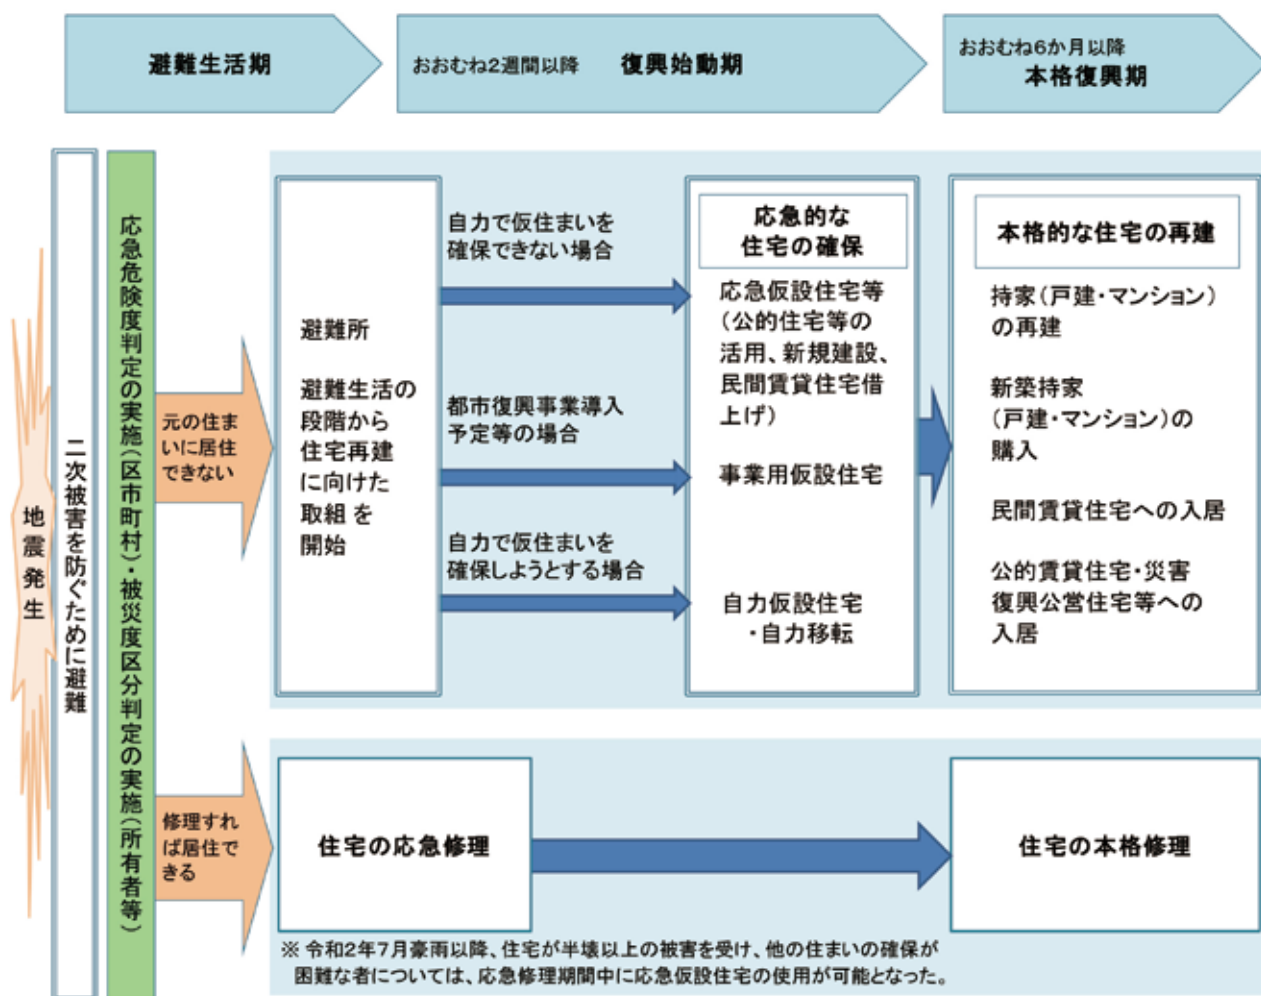 避難生活期
おおむね2週間以降 復興始動期
おおむね6か月以降
本格復興期
地震発生
二次被害を防ぐために避難
応急危険度判定の実施(区市町村)・被災度区分判定の実施(所有者等)
元の住ま
いに居住
できない
避難所
避難生活の
段階から
住宅再建
に向けた
取組 を
開始
自力で仮住まいを
確保できない場合
都市復興事業導入
予定等の場合
自力で仮住まいを
確保しようとする場合
応急的な
住宅の確保
応急仮設住宅等
(公的住宅等の
活用、新規建設、
民間賃貸住宅借
上げ)
事業用仮設住宅
自力仮設住宅
・自力移転
本格的な住宅の再建
持家(戸建・マンション)
の再建
新築持家
(戸建・マンション)の
購入
民間賃貸住宅への入居
公的賃貸住宅・災害
復興公営住宅等への
入居
修理すれ
ば居住で
きる
住宅の応急修理
住宅の本格修理
※ 令和2年7月豪雨以降、住宅が半壊以上の被害を受け、他の住まいの確保が
困難な者については、応急修理期間中に応急仮設住宅の使用が可能となった。